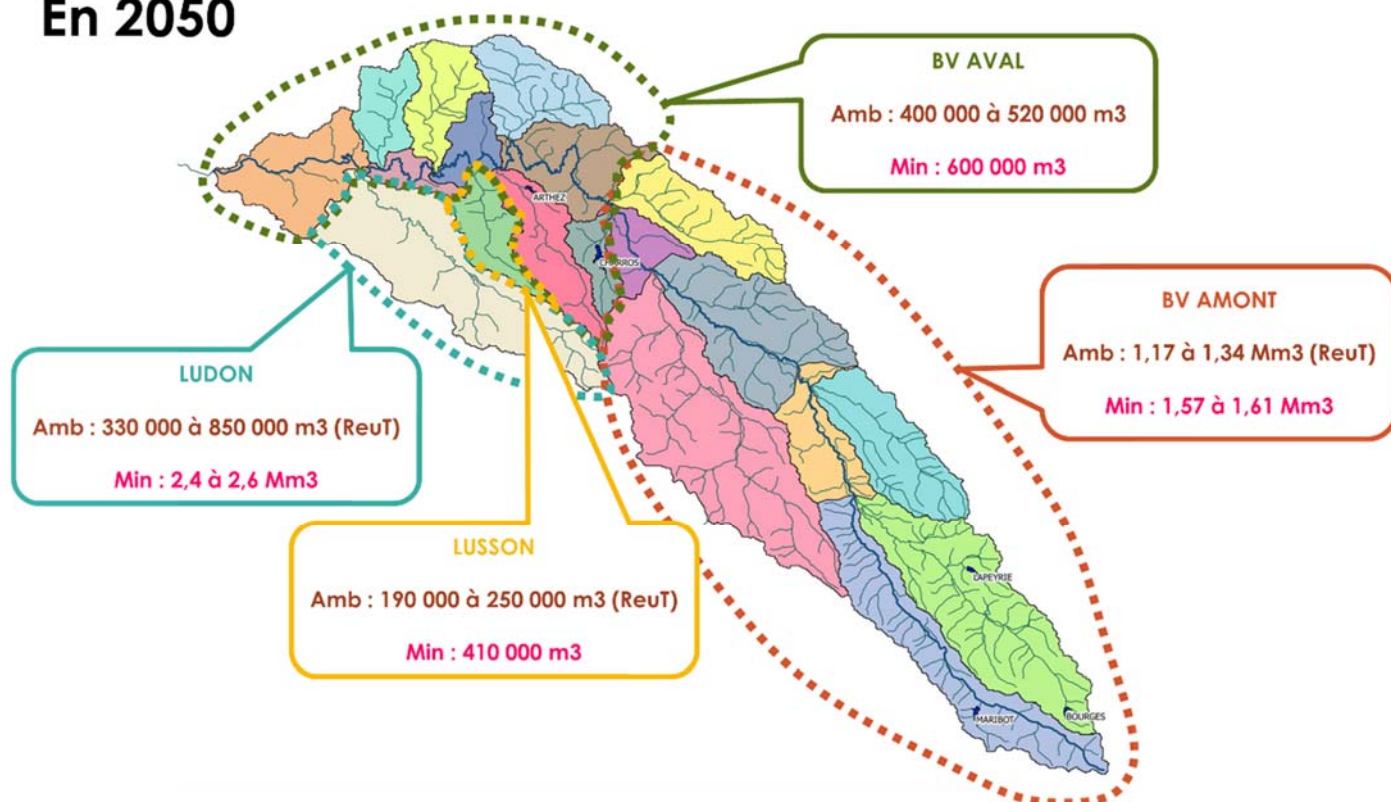 En 2050
BV AVAL
Amb : 400 000 à 520 000 m3
Min : 600 000 m3
ARTHEZ
CHARROS
BV AMONT
Amb : 1,17 à 1,34 Mm3 (ReuT)
Min : 1,57 à 1,61 Mm3
LUDON
Amb : 330 000 à 850 000 m3 (ReuT)
Min : 2,4 à 2,6 Mm3
LUSSON
Amb : 190 000 à 250 000 m3 (ReuT)
Min : 410 000 m3
LAPEYRIE
MARIBOT
BOURGES